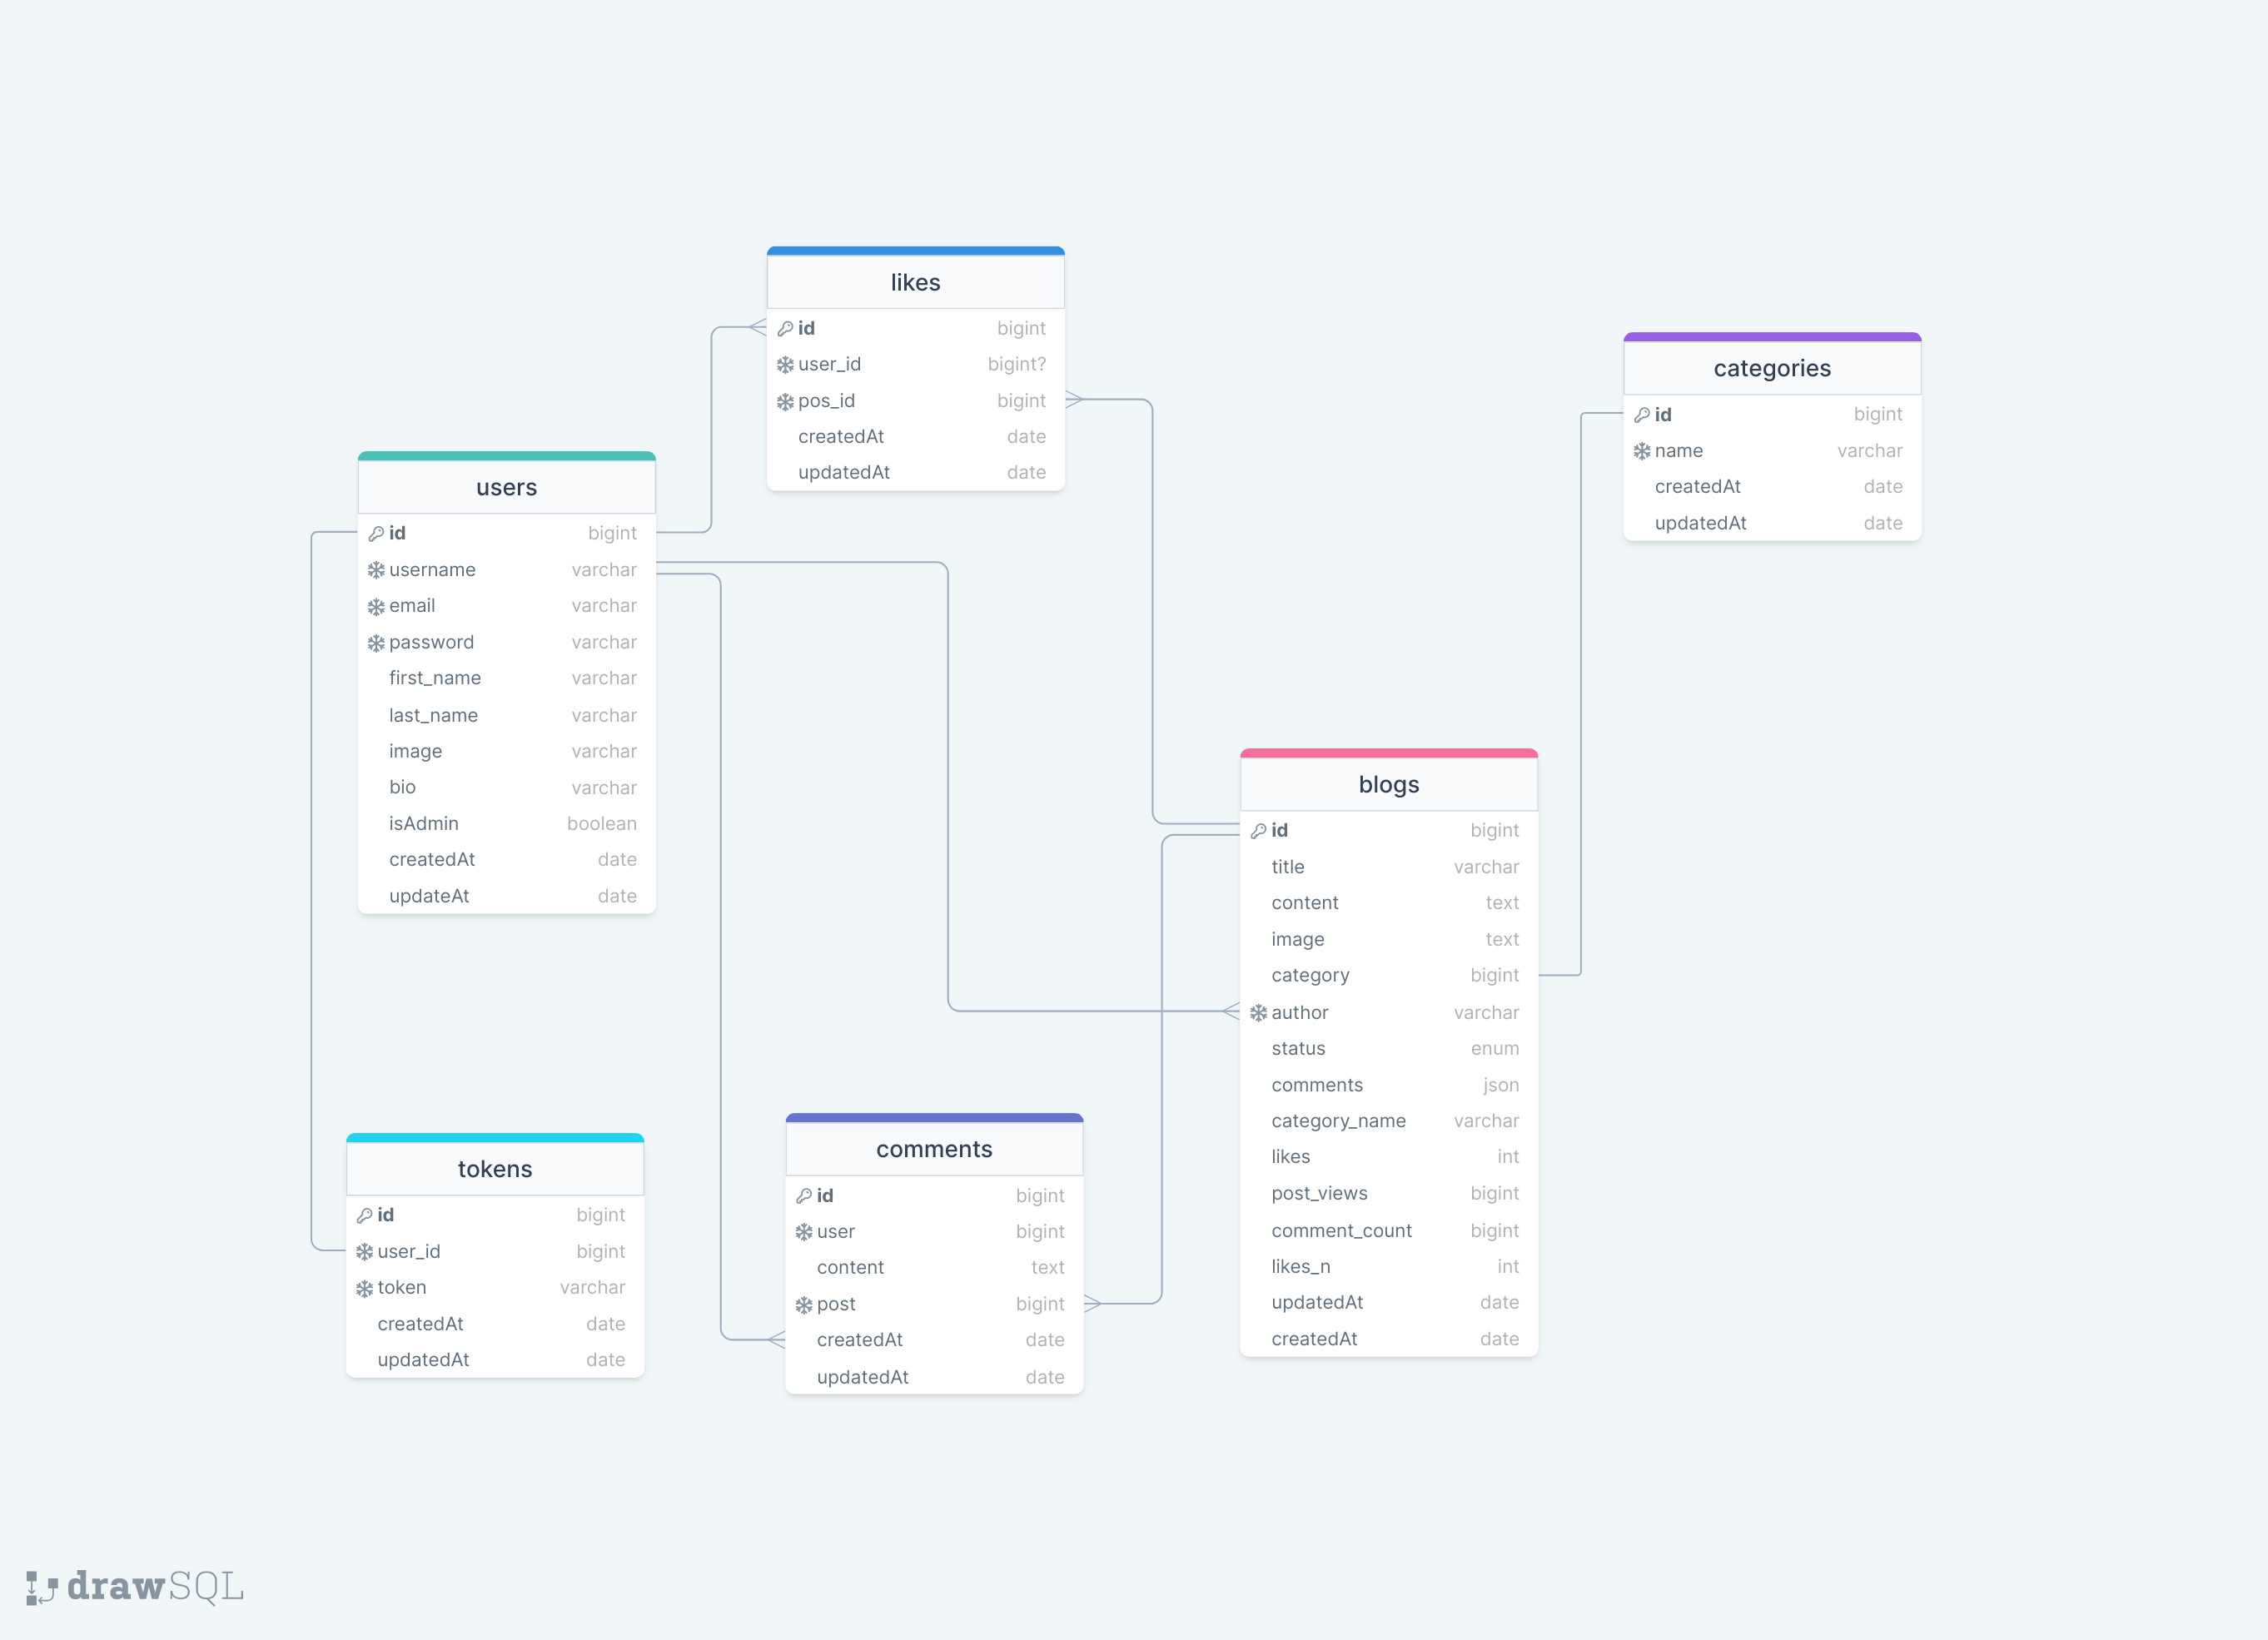 likes
id bigint
user_id bigint?
pos_id bigint
createdAt date
updatedAt date
categories
id bigint
name varchar
createdAt date
updatedAt date
users
id bigint
username varchar
email varchar
password varchar
first_name varchar
last_name varchar
image varchar
bio varchar
isAdmin boolean
createdAt date
updateAt date
blogs
id bigint
title varchar
content text
image text
category bigint
author varchar
status enum
comments json
category_name varchar
likes int
post_views bigint
comment_count bigint
likes_n int
updatedAt date
createdAt date
tokens
id bigint
user_id bigint
token varchar
createdAt date
updatedAt date
comments
id bigint
user bigint
content text
post bigint
createdAt date
updatedAt date
drawSQL